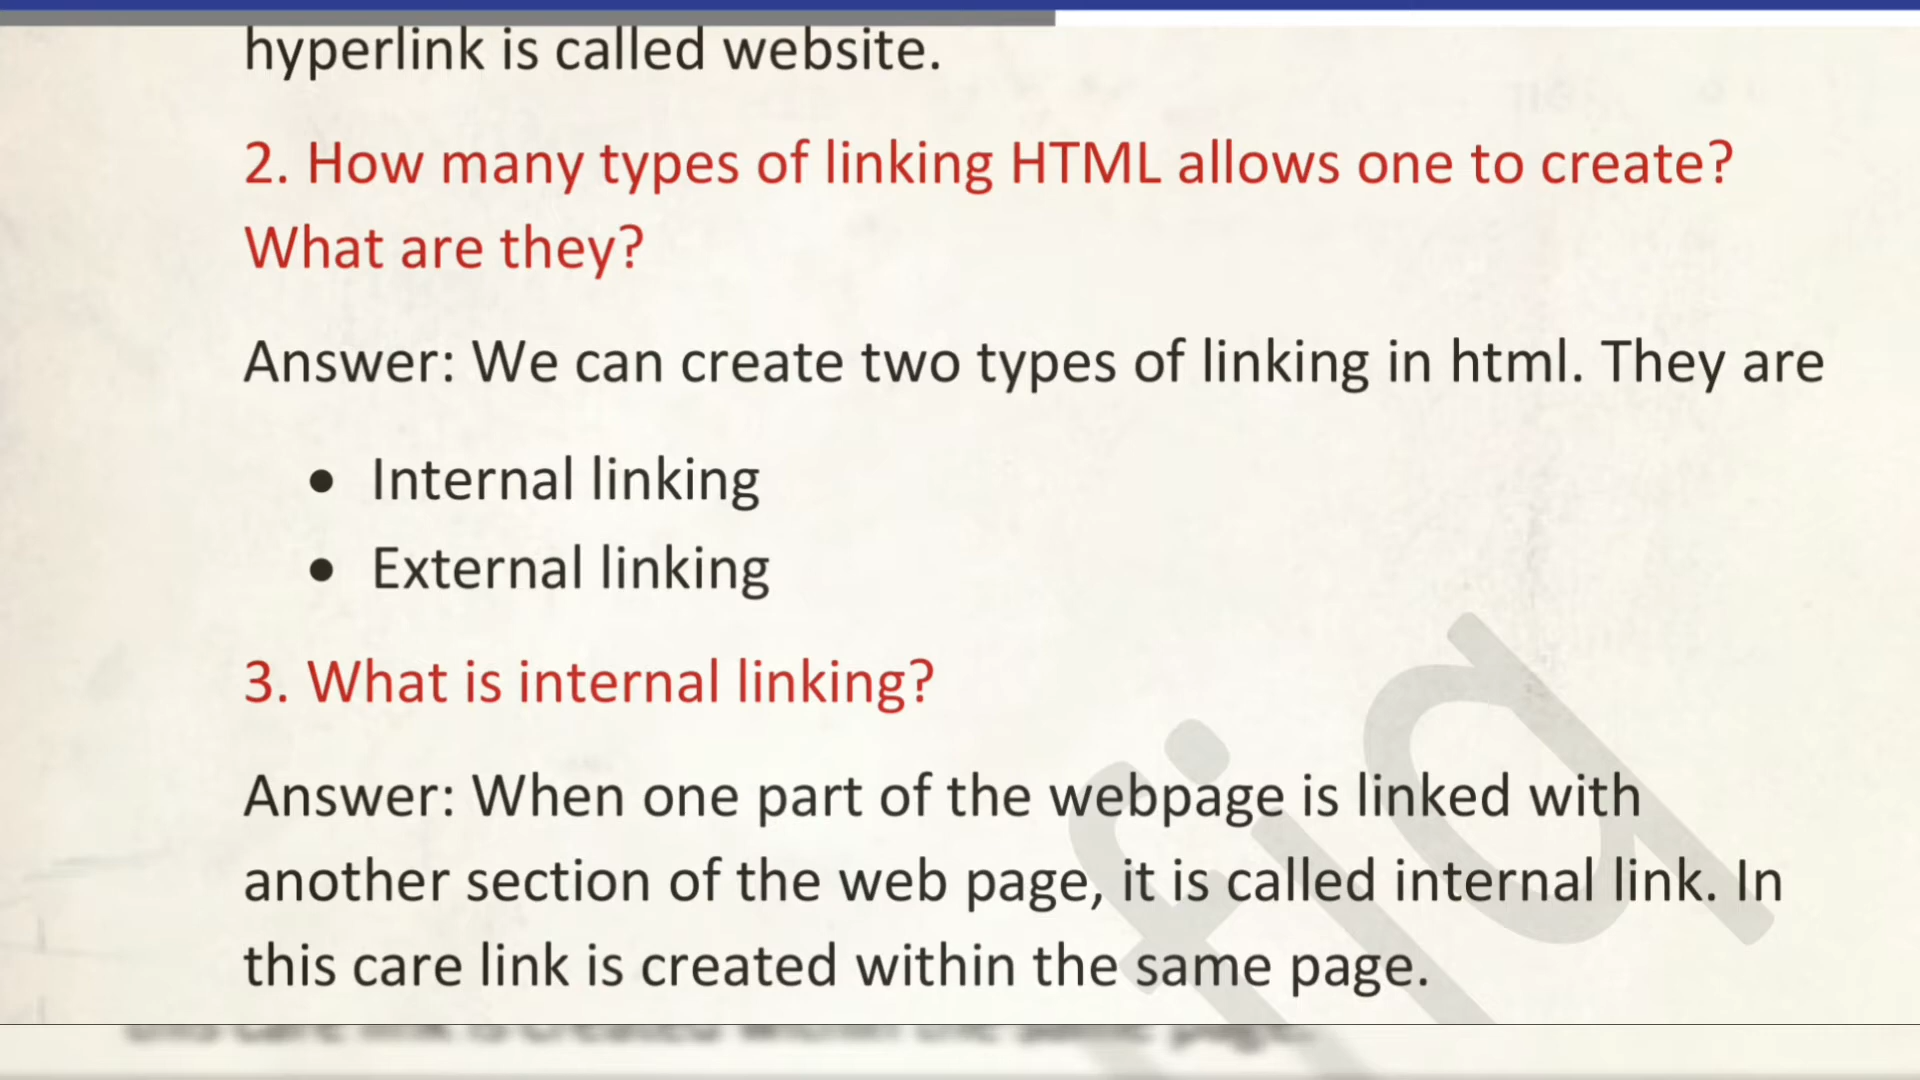 hyperlink is called website.
2. How many types of linking HTML allows one to create?
What are they?
Answer: We can create two types of linking in html. They are
● Internal linking
● External linking
3. What is internal linking?
Answer: When one part of the webpage is linked with
another section of the web page, it is called internal link. In
this care link is created within the same page.